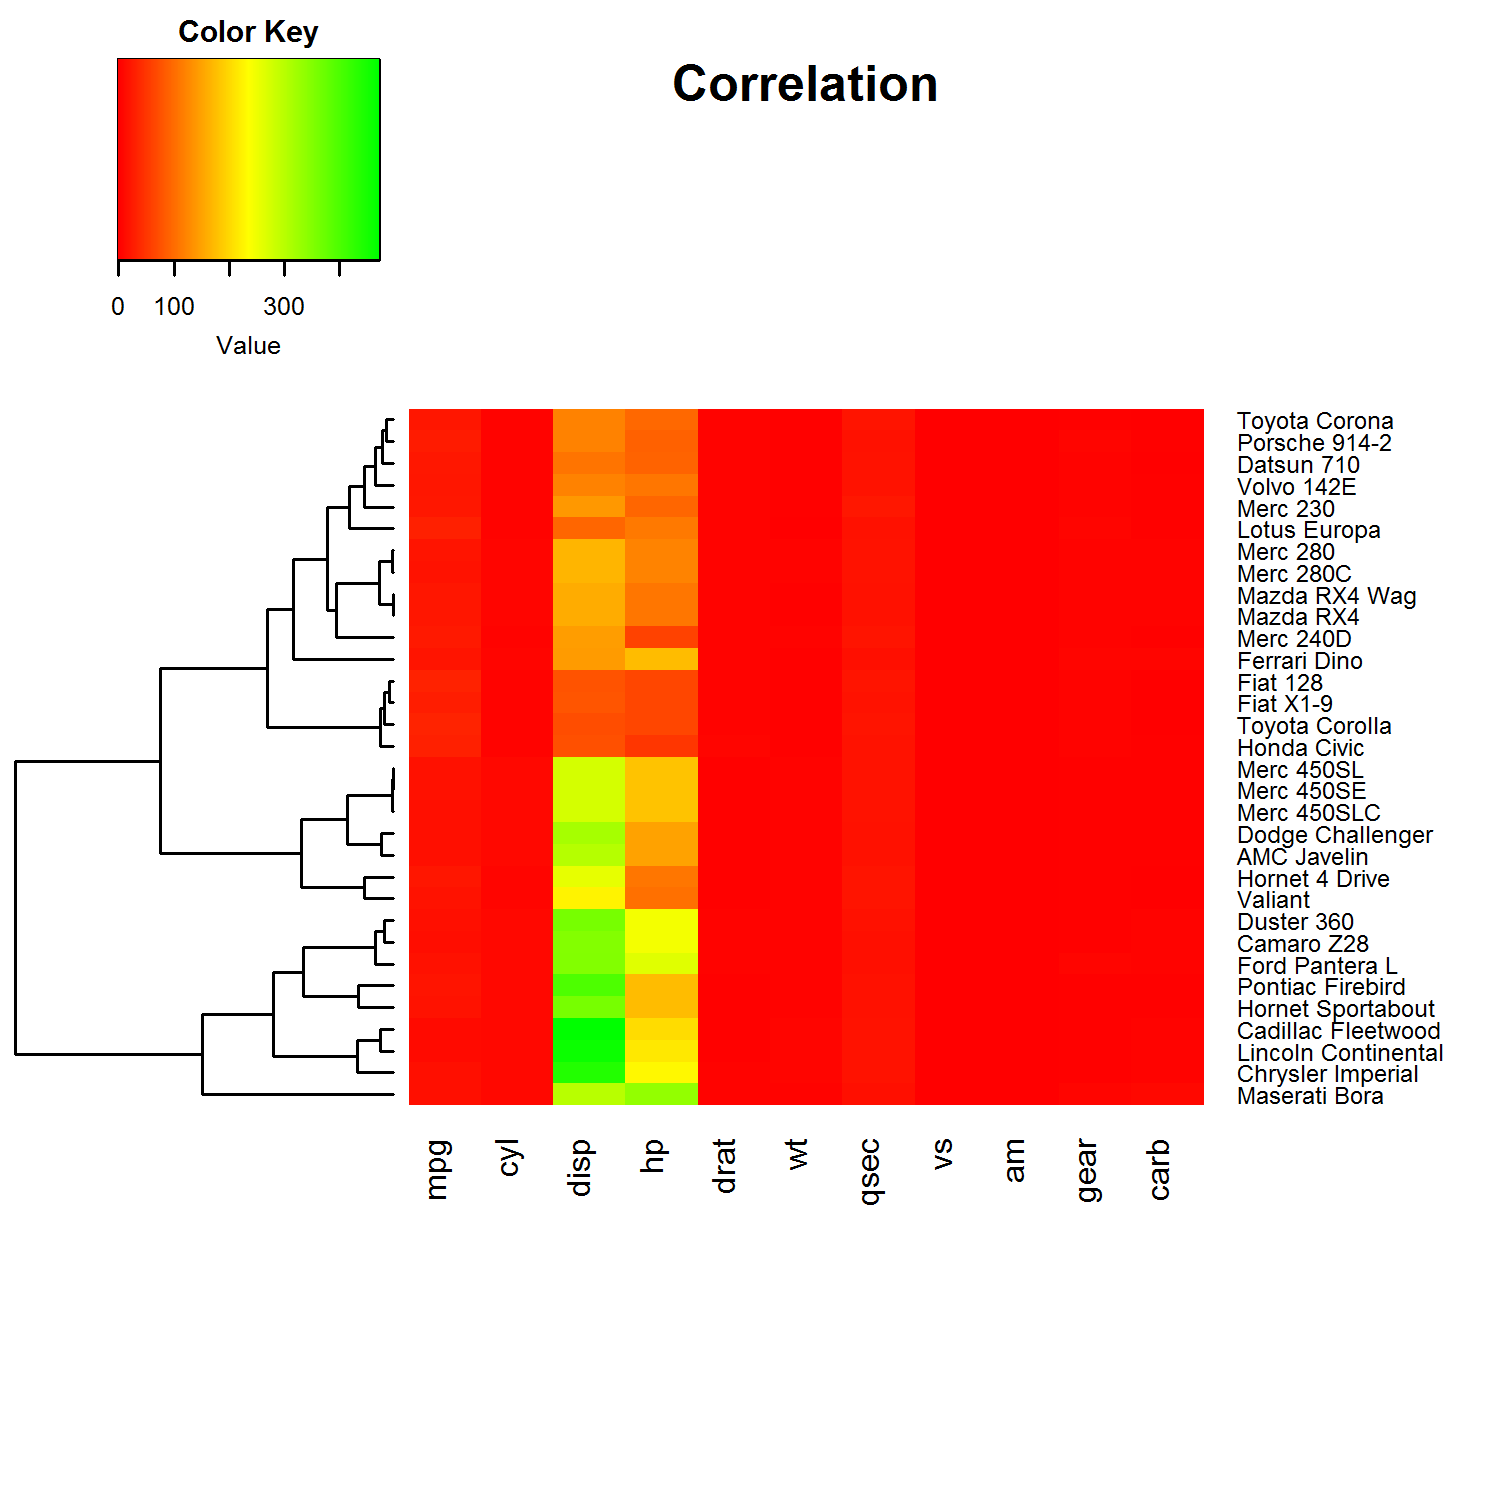 Color Key
Correlation
0 100 300
Value
Toyota Corona
Porsche 914-2
Datsun 710
Volvo 142E
Merc 230
Lotus Europa
Merc 280
Merc 280C
Mazda RX4 Wag
Mazda RX4
Merc 240D
Ferrari Dino
Fiat 128
Fiat X1-9
Toyota Corolla
Honda Civic
Merc 450SL
Merc 450SE
Merc 450SLC
Dodge Challenger
AMC Javelin
Hornet 4 Drive
Valiant
Duster 360
Camaro Z28
Ford Pantera L
Pontiac Firebird
Hornet Sportabout
Cadillac Fleetwood
Lincoln Continental
Chrysler Imperial
Maserati Bora
mpg cyl disp hp drat wt qsec vs am gear carb